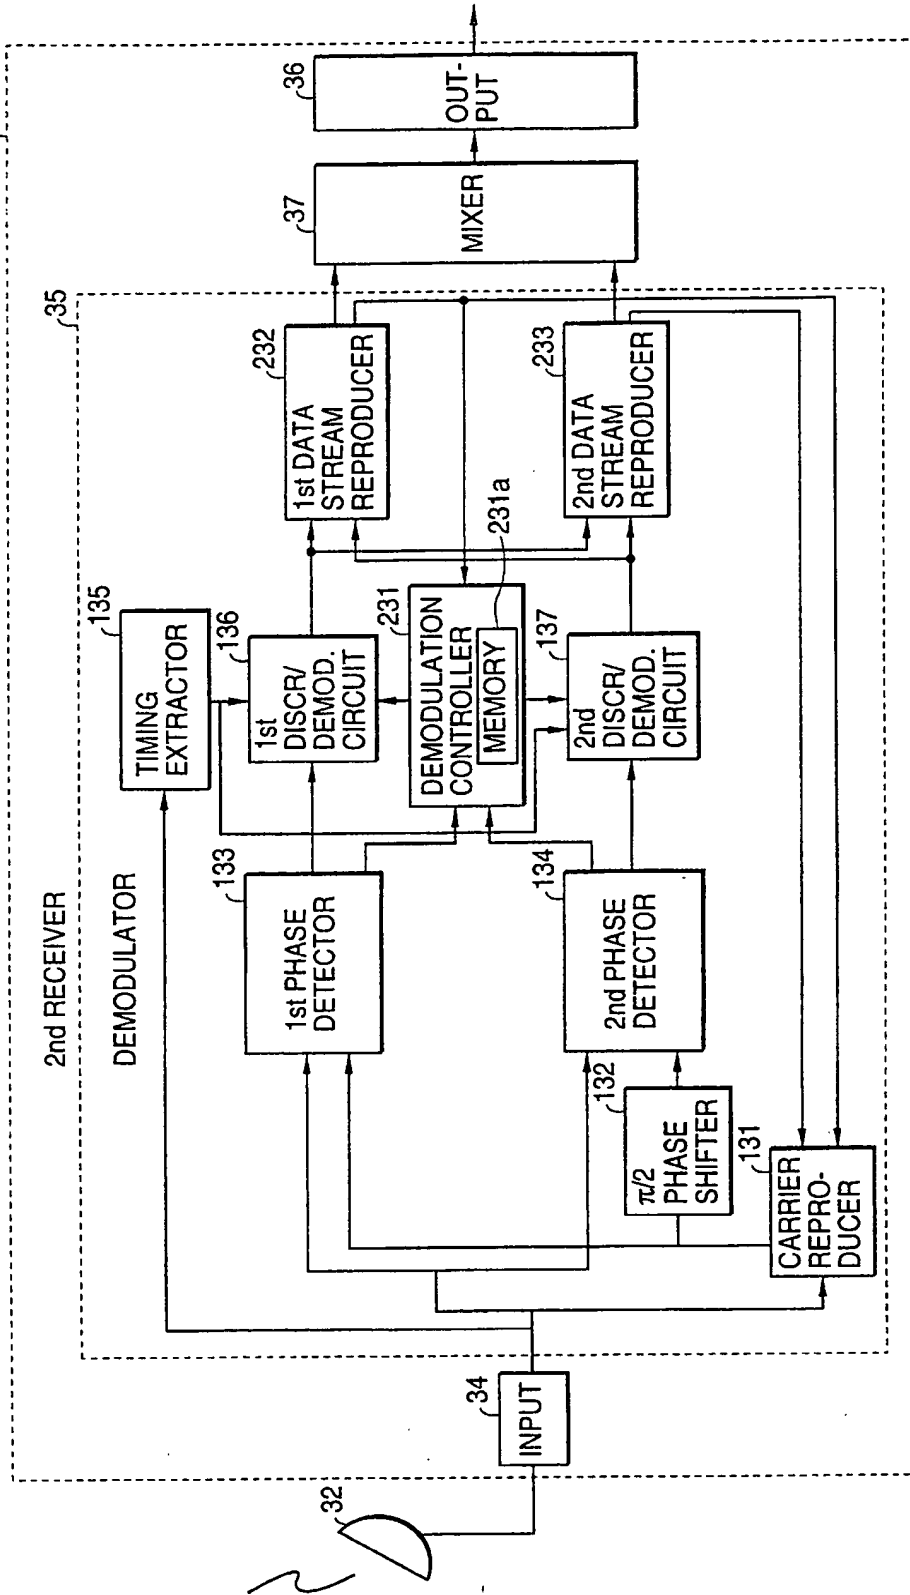 2nd RECEIVER
DEMODULATOR
35
32
34
INPUT
135
TIMING
EXTRACTOR
133
1st PHASE
DETECTOR
136
1st
DISCR/
DEMOD.
CIRCUIT
232
1st DATA
STREAM
REPRODUCER
37
MIXER
36
OUT-
PUT
231
DEMODULATION
CONTROLLER
MEMORY
231a
134
2nd PHASE
DETECTOR
137
2nd
DISCR/
DEMOD.
CIRCUIT
233
2nd DATA
STREAM
REPRODUCER
132
π/2
PHASE
SHIFTER
131
CARRIER
REPRO-
DUCER